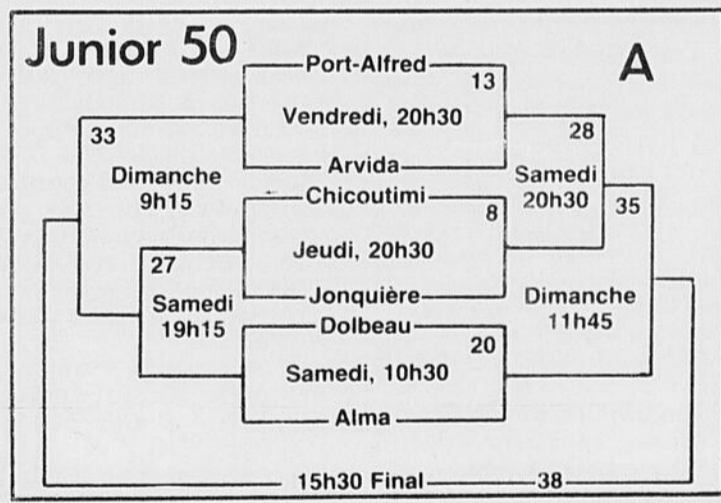 Junior 50
A
Port-Alfred
13
Vendredi, 20h30
33
28
Arvida
Dimanche
9h15
Samedi
20h30
Chicoutimi
8
35
Jeudi, 20h30
27
Samedi
19h15
Jonquière
Dimanche
11h45
Dolbeau
20
Samedi, 10h30
Alma
15h30 Final
38